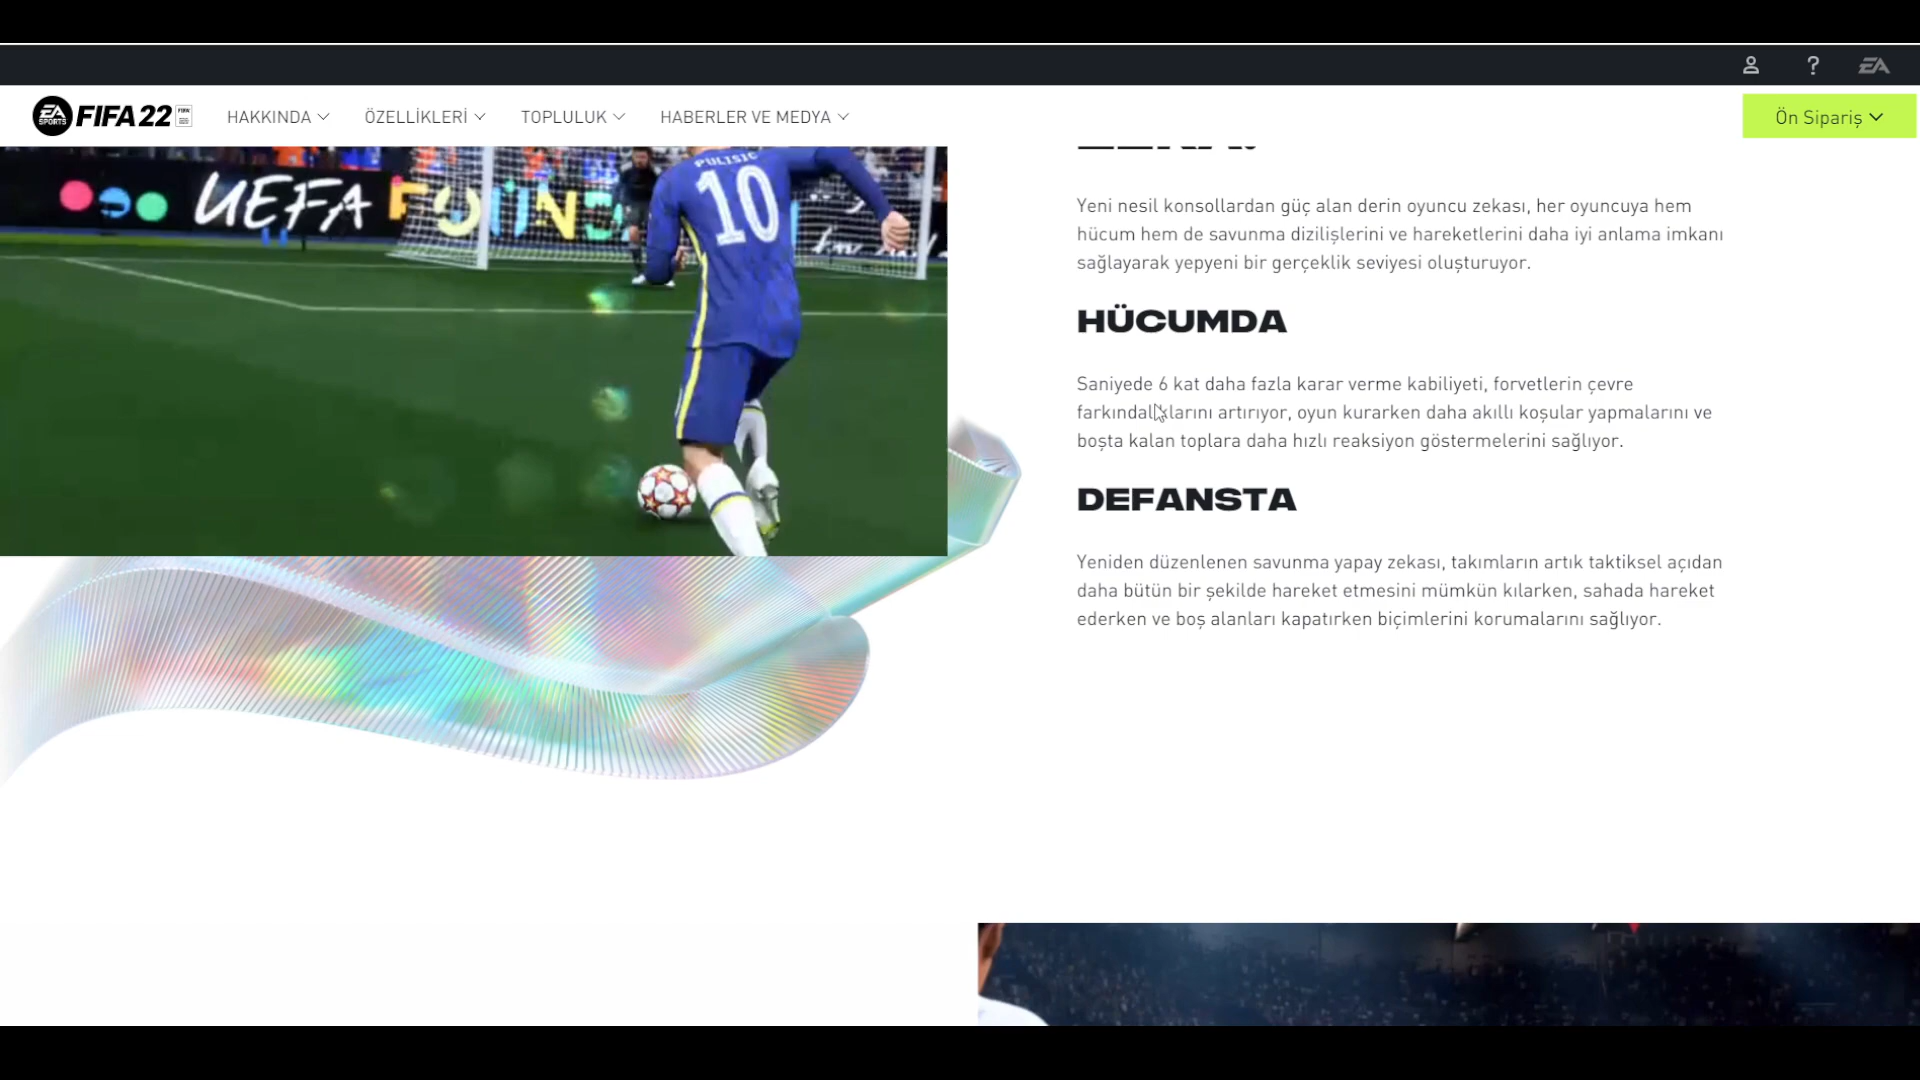 EA SPORTS FIFA 22
HAKKINDA
ÖZELLİKLERİ
TOPLULUK
HABERLER VE MEDYA
Ön Sipariş
UEFA
PULISIC
10
Yeni nesil konsollardan güç alan derin oyuncu zekası, her oyuncuya hem
hücum hem de savunma dizilişlerini ve hareketlerini daha iyi anlama imkanı
sağlayarak yepyeni bir gerçeklik seviyesi oluşturuyor.
HÜCUMDA
Saniyede 6 kat daha fazla karar verme kabiliyeti, forvetlerin çevre
farkındalıklarını artırıyor, oyun kurarken daha akıllı koşular yapmalarını ve
boşta kalan toplara daha hızlı reaksiyon göstermelerini sağlıyor.
DEFANSTA
Yeniden düzenlenen savunma yapay zekası, takımların artık taktiksel açıdan
daha bütün bir şekilde hareket etmesini mümkün kılarken, sahada hareket
ederken ve boş alanları kapatırken biçimlerini korumalarını sağlıyor.